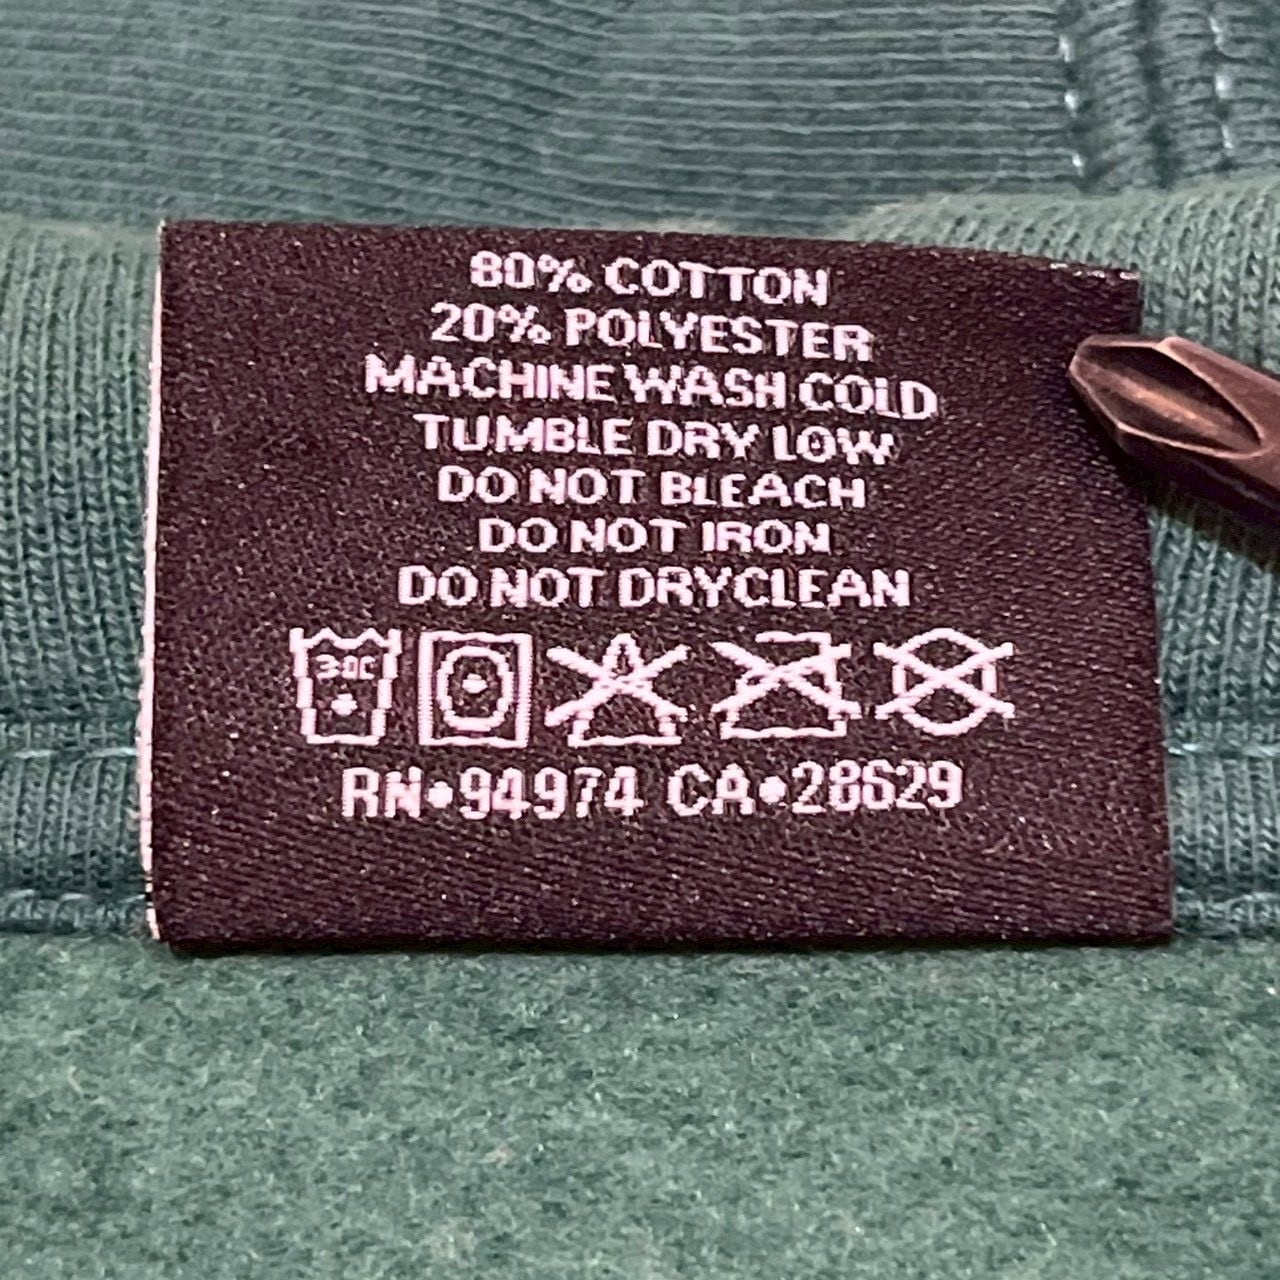 80% COTTON
20% POLYESTER
MACHINE WASH COLD
TUMBLE DRY LOW
DO NOT BLEACH
DO NOT IRON
DO NOT DRYCLEAN
30C
RN•94974 CA•28629